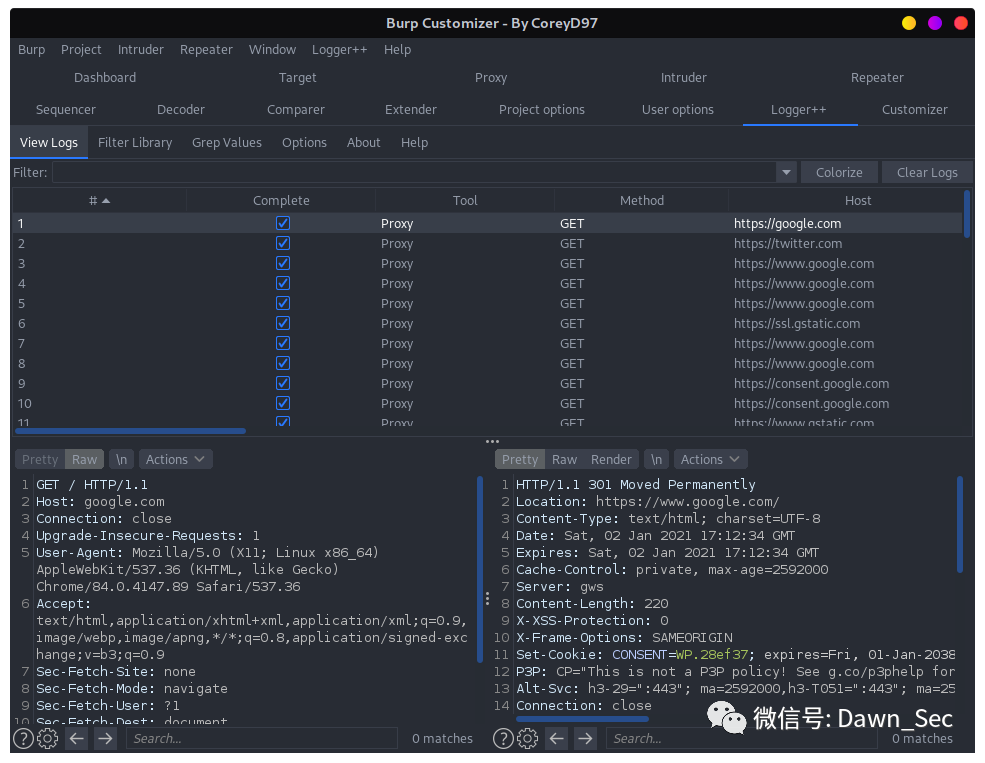 Burp Customizer - By CoreyD97
Burp Project Intruder Repeater Window Logger++ Help
Dashboard Target Proxy Intruder Repeater
Sequencer Decoder Comparer Extender Project options User options Logger++ Customizer
View Logs Filter Library Grep Values Options About Help
Filter: Colorize Clear Logs
# Complete Tool Method Host
1 Proxy GET https://google.com
2 Proxy GET https://twitter.com
3 Proxy GET https://www.google.com
4 Proxy GET https://www.google.com
5 Proxy GET https://www.google.com
6 Proxy GET https://ssl.gstatic.com
7 Proxy GET https://www.google.com
8 Proxy GET https://www.google.com
9 Proxy GET https://consent.google.com
10 Proxy GET https://consent.google.com
11 Proxy GET https://www.gstatic.com
Pretty Raw \n Actions
1 GET / HTTP/1.1
2 Host: google.com
3 Connection: close
4 Upgrade-Insecure-Requests: 1
5 User-Agent: Mozilla/5.0 (X11; Linux x86_64)
AppleWebKit/537.36 (KHTML, like Gecko)
Chrome/84.0.4147.89 Safari/537.36
6 Accept:
text/html,application/xhtml+xml,application/xml;q=0.9,
image/webp,image/apng,*/*;q=0.8,application/signed-exc
hange;v=b3;q=0.9
7 Sec-Fetch-Site: none
8 Sec-Fetch-Mode: navigate
9 Sec-Fetch-User: ?1
10 Sec-Fetch-Dest: document
Search... 0 matches
Pretty Raw Render \n Actions
1 HTTP/1.1 301 Moved Permanently
2 Location: https://www.google.com/
3 Content-Type: text/html; charset=UTF-8
4 Date: Sat, 02 Jan 2021 17:12:34 GMT
5 Expires: Sat, 02 Jan 2021 17:12:34 GMT
6 Cache-Control: private, max-age=2592000
7 Server: gws
8 Content-Length: 220
9 X-XSS-Protection: 0
10 X-Frame-Options: SAMEORIGIN
11 Set-Cookie: CONSENT=WP.28ef37; expires=Fri, 01-Jan-2038
12 P3P: CP="This is not a P3P policy! See g.co/p3phelp for
13 Alt-Svc: h3-29=":443"; ma=2592000,h3-T051=":443"; ma=25
14 Connection: close
Search... 0 matches
微信号: Dawn_Sec